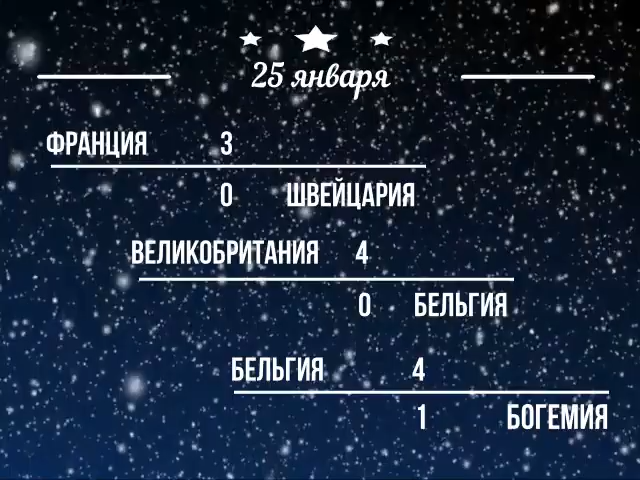 25 января
ФРАНЦИЯ 3
0 ШВЕЙЦАРИЯ
ВЕЛИКОБРИТАНИЯ 4
0 БЕЛЬГИЯ
БЕЛЬГИЯ 4
1 БОГЕМИЯ